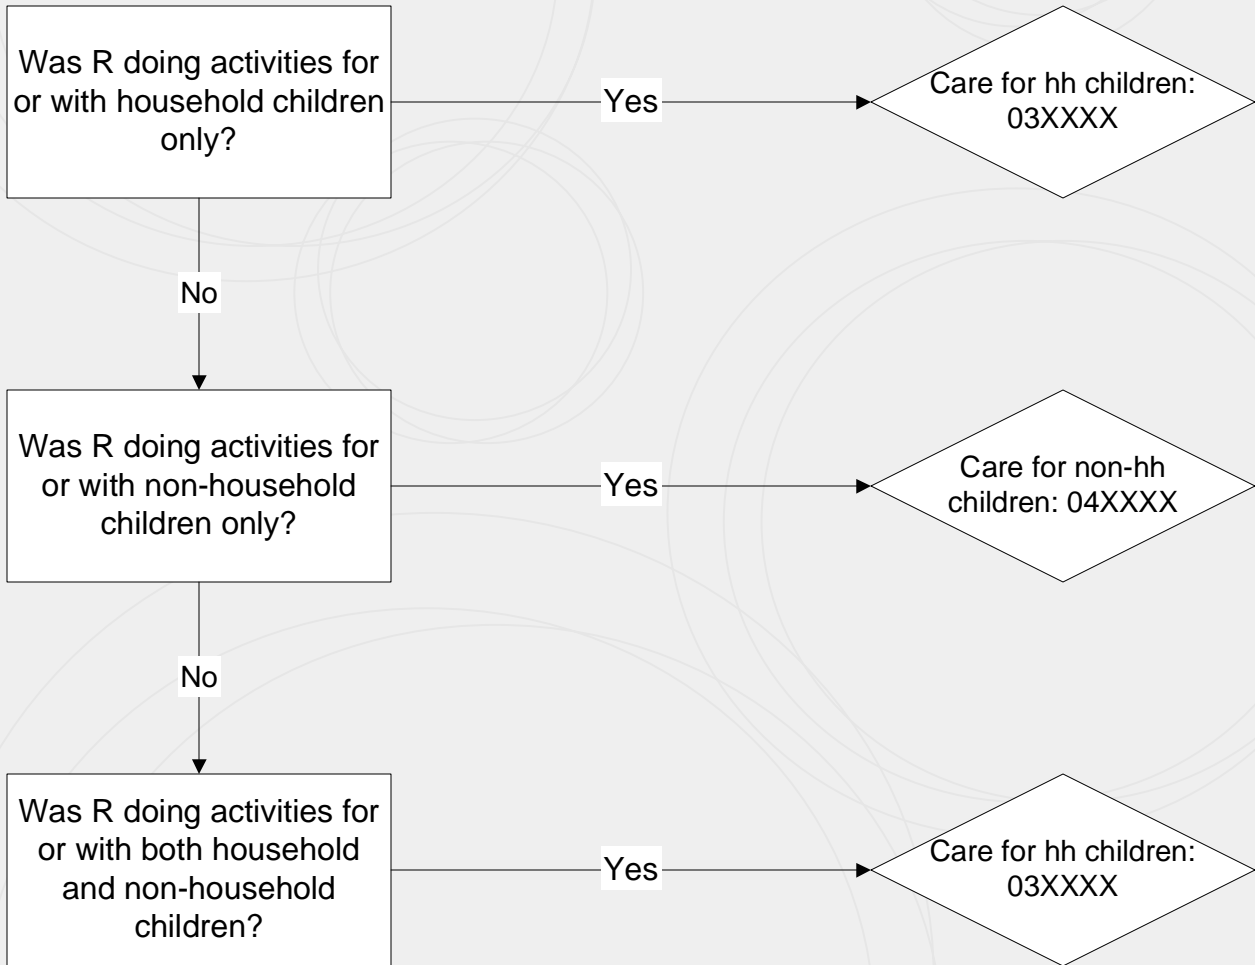 Was R doing activities for
or with household children
only?
Yes
Care for hh children:
03XXXX
No
Was R doing activities for
or with non-household
children only?
Yes
Care for non-hh
children: 04XXXX
No
Was R doing activities for
or with both household
and non-household
children?
Yes
Care for hh children:
03XXXX